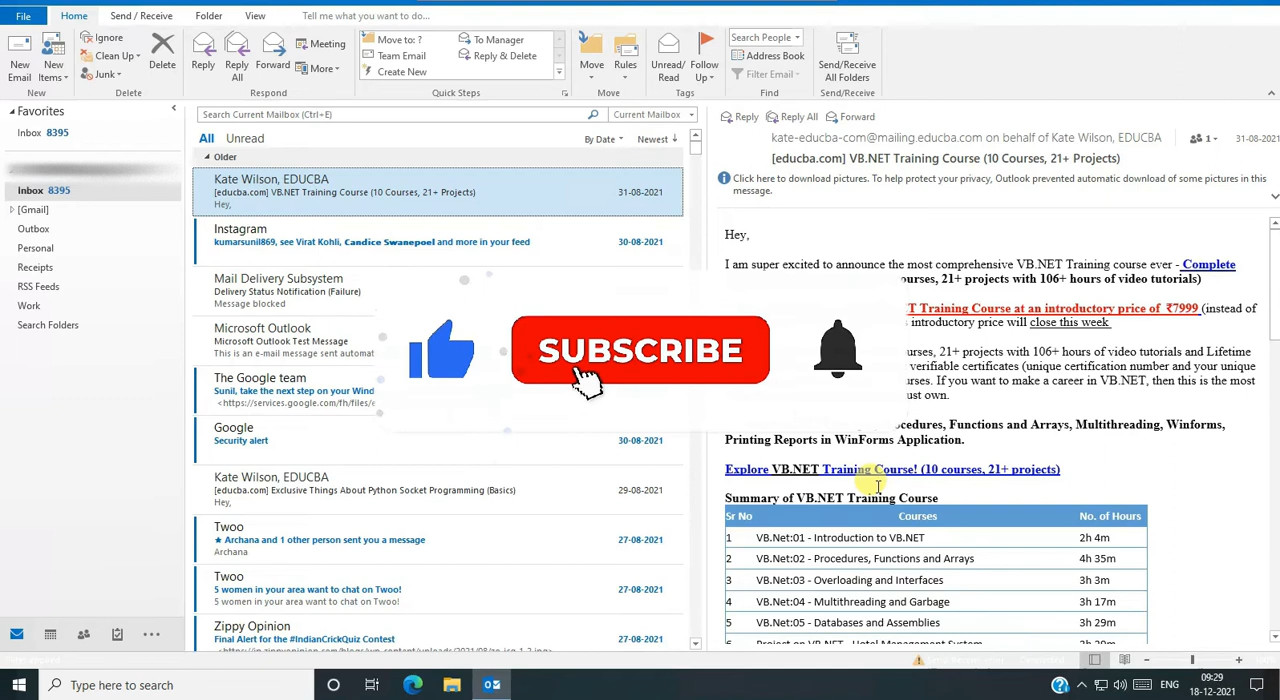 File Home Send / Receive Folder View Tell me what you want to do...
New Email
New Items
Ignore
Clean Up
Junk
Delete
Reply
Reply All
Forward
Meeting
More
Move to: ?
Team Email
Create New
To Manager
Reply & Delete
Move
Rules
Unread/ Read
Follow Up
Search People
Address Book
Filter Email
Send/Receive All Folders
New Delete Respond Quick Steps Move Tags Find Send/Receive
Favorites
Inbox 8395
Inbox 8395
[Gmail]
Outbox
Personal
Receipts
RSS Feeds
Work
Search Folders
Search Current Mailbox (Ctrl+E) Current Mailbox
All Unread By Date Newest ↓
Older
Kate Wilson, EDUCBA
[educba.com] VB.NET Training Course (10 Courses, 21+ Projects) 31-08-2021
Hey,
Instagram
kumarsunil869, see Virat Kohli, Candice Swanepoel and more in your feed 30-08-2021
Mail Delivery Subsystem
Delivery Status Notification (Failure)
Message blocked
Microsoft Outlook
Microsoft Outlook Test Message
This is an e-mail message sent automat
The Google team
Sunil, take the next step on your Wind
<https://services.google.com/fh/files/e
Google
Security alert 30-08-2021
Kate Wilson, EDUCBA
[educba.com] Exclusive Things About Python Socket Programming (Basics) 29-08-2021
Hey,
Twoo
★ Archana and 1 other person sent you a message 27-08-2021
Archana
Twoo
5 women in your area want to chat on Twoo! 27-08-2021
5 women in your area want to chat on Twoo!
Zippy Opinion
Final Alert for the #IndianCrickQuiz Contest 27-08-2021
Reply Reply All Forward
kate-educba-com@mailing.educba.com on behalf of Kate Wilson, EDUCBA 1 31-08-2021
[educba.com] VB.NET Training Course (10 Courses, 21+ Projects)
Click here to download pictures. To help protect your privacy, Outlook prevented automatic download of some pictures in this
message.
Hey,
I am super excited to announce the most comprehensive VB.NET Training course ever - Complete
ourses, 21+ projects with 106+ hours of video tutorials)
T Training Course at an introductory price of ₹7999 (instead of
s introductory price will close this week
ourses, 21+ projects with 106+ hours of video tutorials and Lifetime
verifiable certificates (unique certification number and your unique
rses. If you want to make a career in VB.NET, then this is the most
ust own.
ocedures, Functions and Arrays, Multithreading, Winforms,
Printing Reports in WinForms Application.
Explore VB.NET Training Course! (10 courses, 21+ projects)
Summary of VB.NET Training Course
Sr No Courses No. of Hours
1 VB.Net:01 - Introduction to VB.NET 2h 4m
2 VB.Net:02 - Procedures, Functions and Arrays 4h 35m
3 VB.Net:03 - Overloading and Interfaces 3h 3m
4 VB.Net:04 - Multithreading and Garbage 3h 17m
5 VB.Net:05 - Databases and Assemblies 3h 29m
SUBSCRIBE
Type here to search
ENG
09:29
18-12-2021